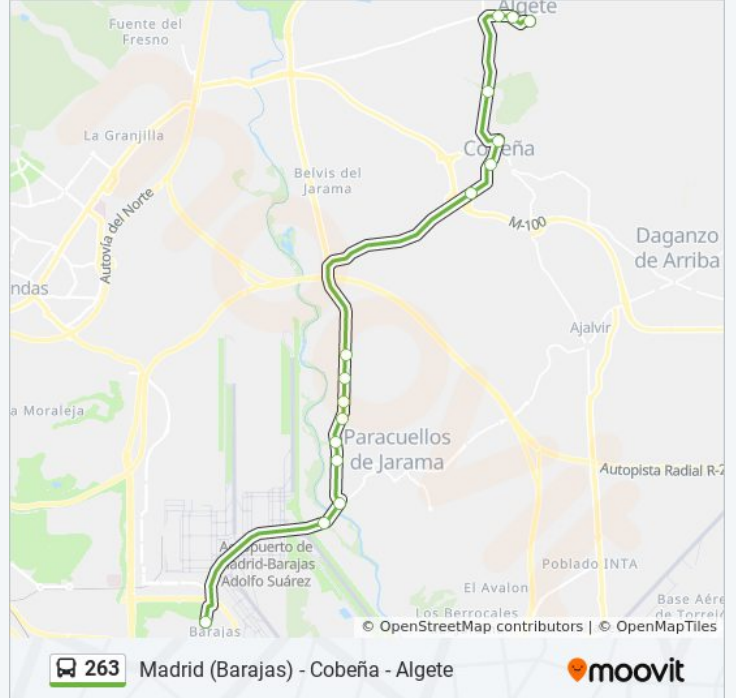 Algete
Fuente del
Fresno
La Granjilla
Cobeña
Belvis del
Jarama
Autovía del Norte
M-100
Daganzo
de Arriba
ndas
Ajalvir
a Moraleja
Paracuellos
de Jarama
Autopista Radial R-2
Aeropuerto de
Madrid-Barajas
Adolfo Suárez
Poblado INTA
El Avalon
Base Aére
Los Berrocales
de Torrejó
Barajas
© OpenStreetMap contributors | © OpenMapTiles
263 Madrid (Barajas) - Cobeña - Algete
moovit